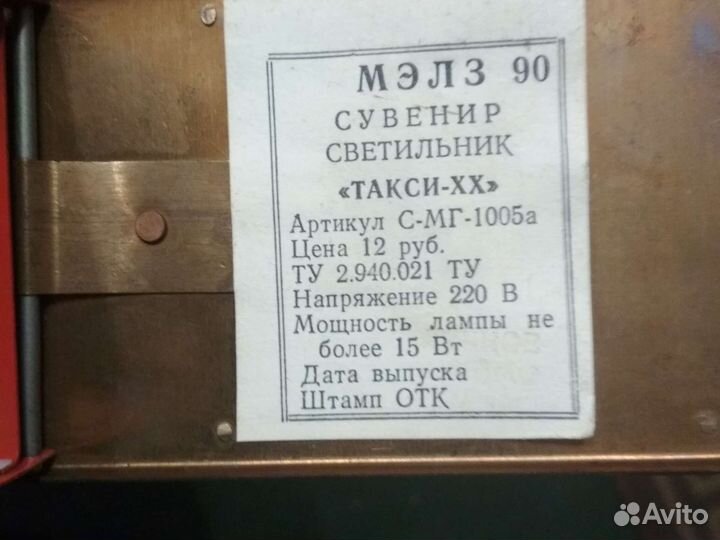 МЭЛЗ 90
СУВЕНИР
СВЕТИЛЬНИК
«ТАКСИ-ХХ»
Артикул С-МГ-1005а
Цена 12 руб.
ТУ 2.940.021 ТУ
Напряжение 220 В
Мощность лампы не
более 15 Вт
Дата выпуска
Штамп ОТК
Avito